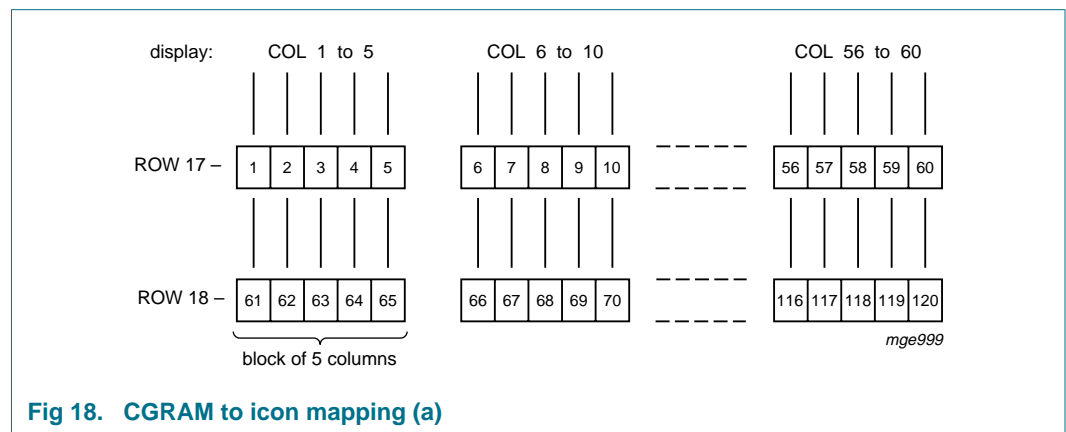 display: COL 1 to 5 COL 6 to 10 COL 56 to 60
ROW 17 – 1 2 3 4 5 6 7 8 9 10 56 57 58 59 60
ROW 18 – 61 62 63 64 65 66 67 68 69 70 116 117 118 119 120
mge999
block of 5 columns
Fig 18. CGRAM to icon mapping (a)